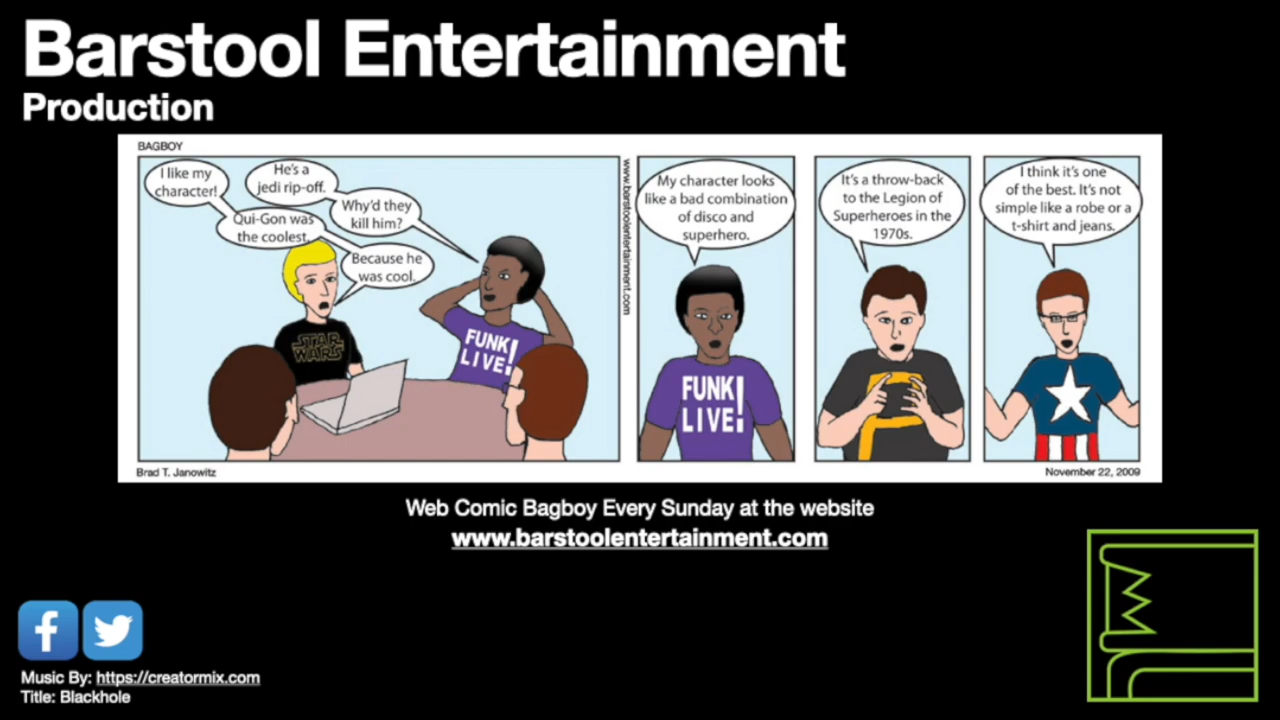 Barstool Entertainment
Production
BAGBOY
I like my
character!
He's a
jedi rip-off.
Qui-Gon was
the coolest.
Why'd they
kill him?
Because he
was cool.
STAR
WARS
FUNK
LIVE!
www.barstoolentertainment.com
My character looks
like a bad combination
of disco and
superhero.
FUNK
LIVE!
It's a throw-back
to the Legion of
Superheroes in the
1970s.
I think it's one
of the best. It's not
simple like a robe or a
t-shirt and jeans.
Brad T. Janowitz
November 22, 2009
Web Comic Bagboy Every Sunday at the website
www.barstoolentertainment.com
Music By: https://creatormix.com
Title: Blackhole